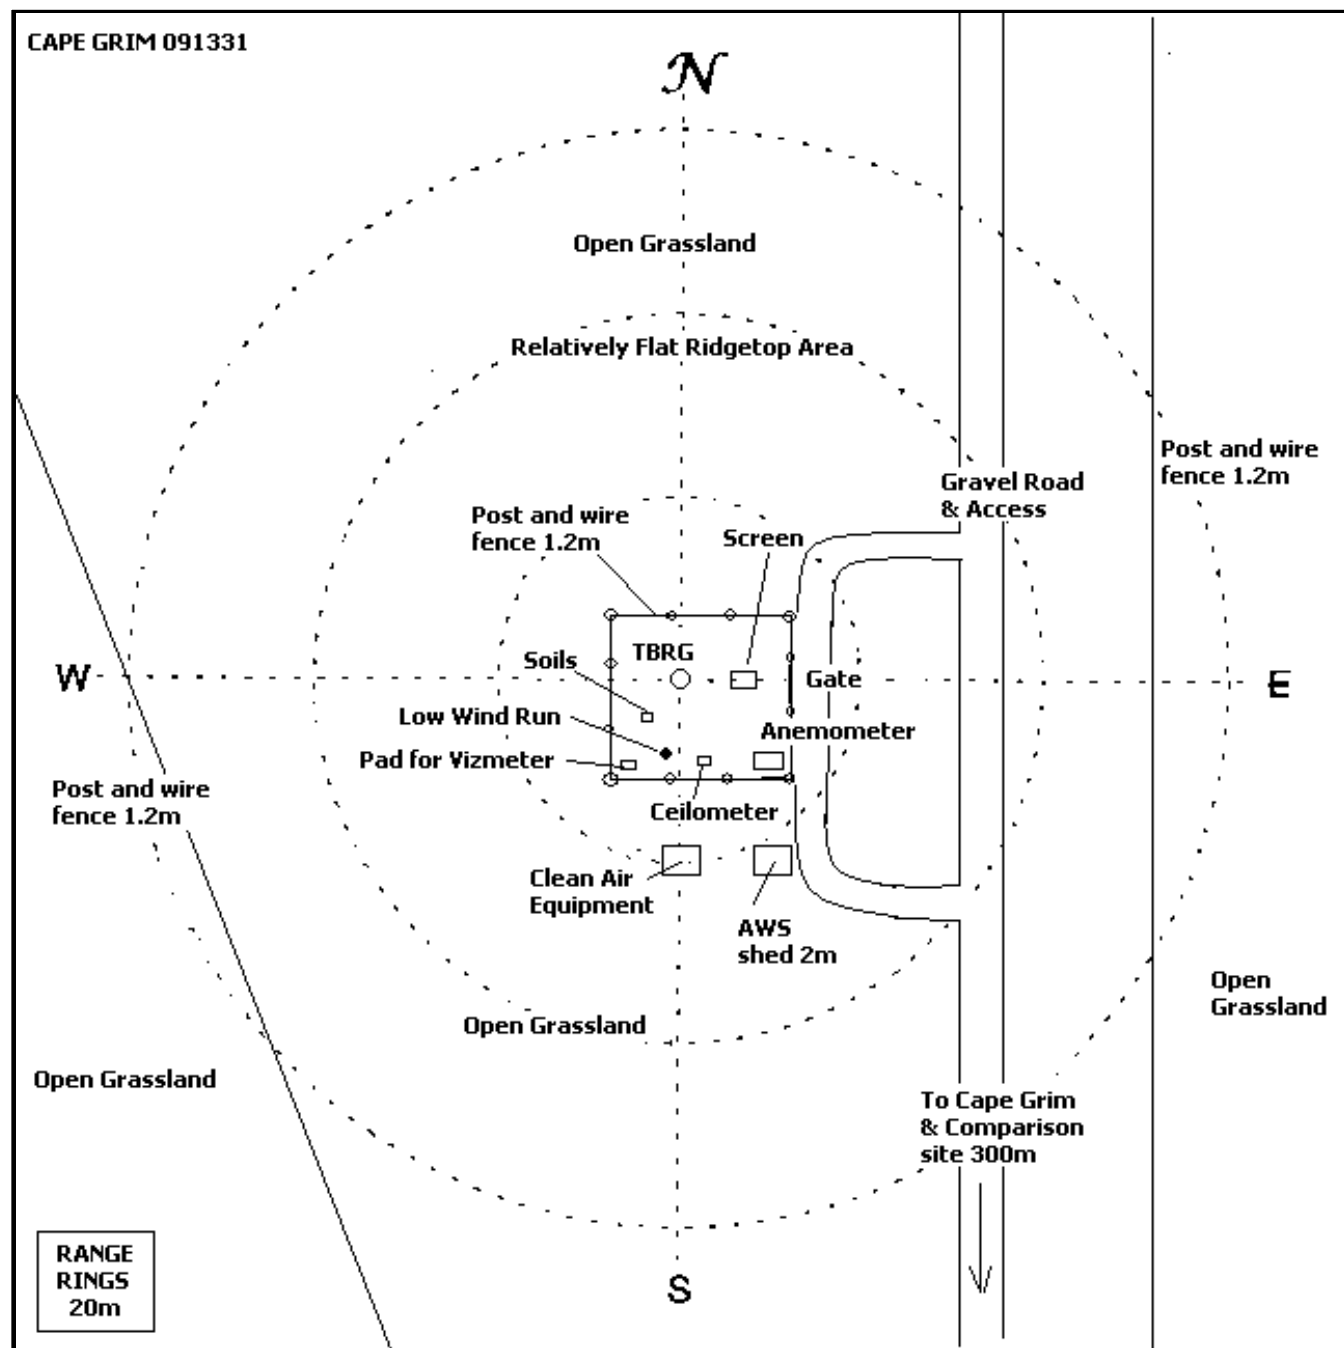 CAPE GRIM 091331
N
Open Grassland
Relatively Flat Ridgetop Area
Post and wire
fence 1.2m
Gravel Road
& Access
Post and wire
fence 1.2m
Screen
TBRG
Soils
W
Gate
E
Low Wind Run
Anemometer
Pad for Vizmeter
Post and wire
fence 1.2m
Ceilometer
Clean Air
Equipment
AWS
shed 2m
Open
Grassland
Open Grassland
Open Grassland
To Cape Grim
& Comparison
site 300m
RANGE
RINGS
20m
S